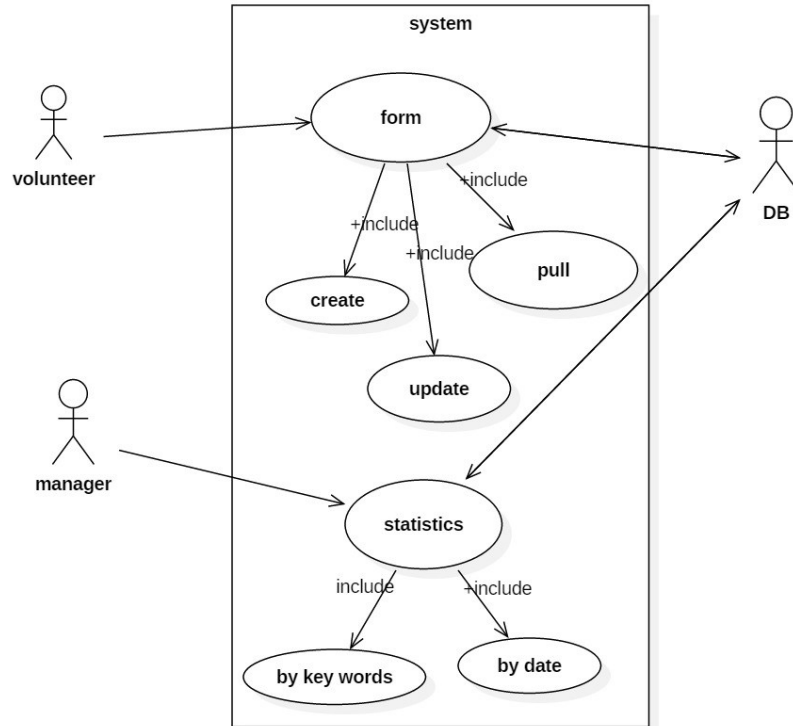 system
form
volunteer
DB
+include
+include
+include
pull
create
update
manager
statistics
include
+include
by key words
by date